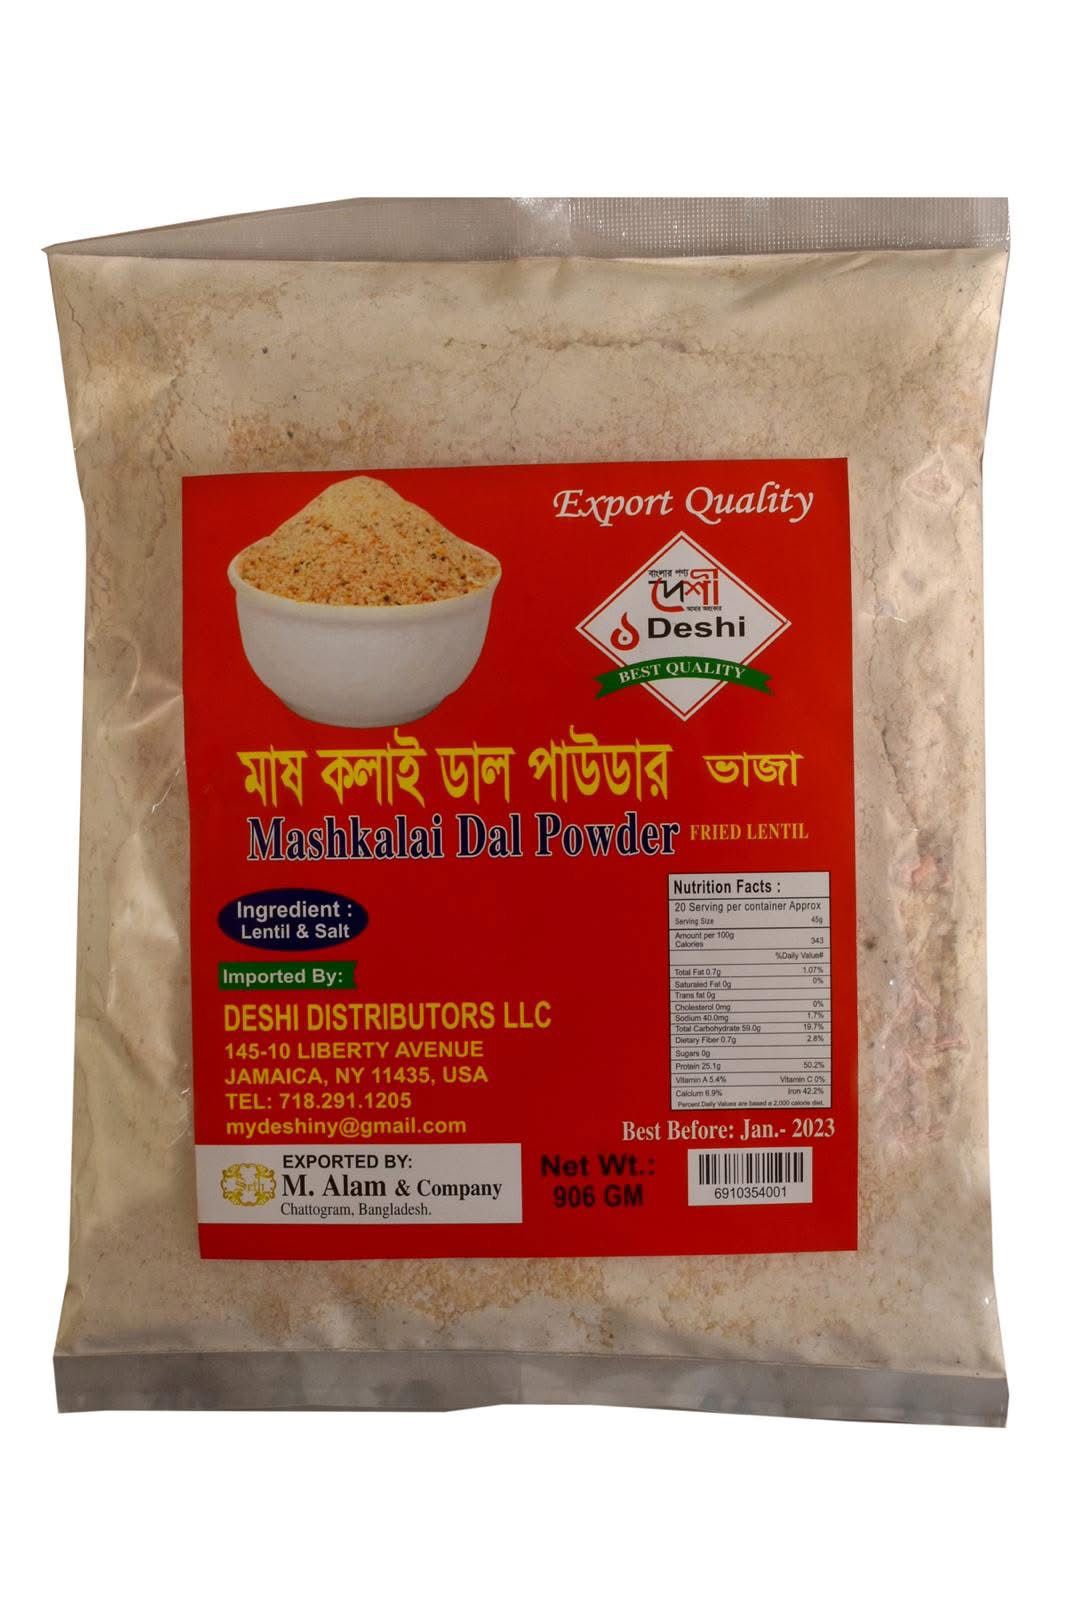 Export Quality
বাংলার পণ্য
দেশী
আমার অহংকার
১ Deshi
BEST QUALITY
মাষ কলাই ডাল পাউডার ভাজা
Mashkalai Dal Powder FRIED LENTIL
Ingredient :
Lentil & Salt
Imported By:
DESHI DISTRIBUTORS LLC
145-10 LIBERTY AVENUE
JAMAICA, NY 11435, USA
TEL: 718.291.1205
mydeshiny@gmail.com
Nutrition Facts :
20 Serving per container Approx
Serving Size 45g
Amount per 100g
Calories 343
%Daily Value#
Total Fat 0.7g 1.07%
Saturated Fat 0g 0%
Trans fat 0g
Cholesterol 0mg 0%
Sodium 40.0mg 1.7%
Total Carbohydrate 59.0g 19.7%
Dietary Fiber 0.7g 2.8%
Sugars 0g
Protein 25.1g 50.2%
Vitamin A 5.4% Vitamin C 0%
Calcium 6.9% Iron 42.2%
Percent Daily Values are based a 2,000 calorie diet.
Best Before: Jan.- 2023
EXPORTED BY:
M. Alam & Company
Chattogram, Bangladesh.
Net Wt.:
906 GM
6910354001